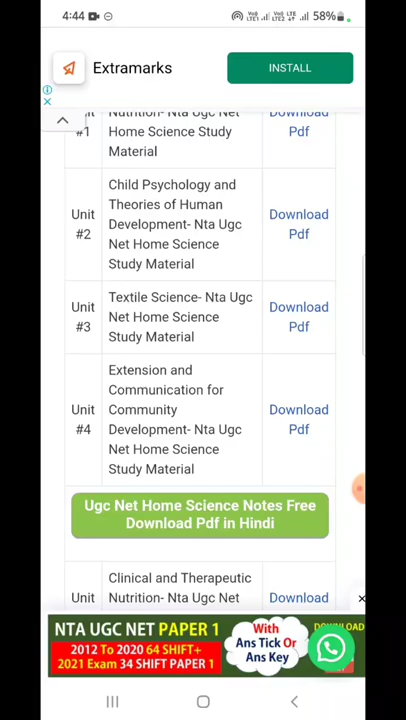 4:44
58%
Extramarks
INSTALL
Unit
#1
Nutrition- Nta Ugc Net
Home Science Study
Material
Download
Pdf
Unit
#2
Child Psychology and
Theories of Human
Development- Nta Ugc
Net Home Science
Study Material
Download
Pdf
Unit
#3
Textile Science- Nta Ugc
Net Home Science
Study Material
Download
Pdf
Unit
#4
Extension and
Communication for
Community
Development- Nta Ugc
Net Home Science
Study Material
Download
Pdf
Ugc Net Home Science Notes Free
Download Pdf in Hindi
Unit
Clinical and Therapeutic
Nutrition- Nta Ugc Net
Download
NTA UGC NET PAPER 1
2012 To 2020 64 SHIFT+
2021 Exam 34 SHIFT PAPER 1
With
Ans Tick Or
Ans Key
DOWNLOAD